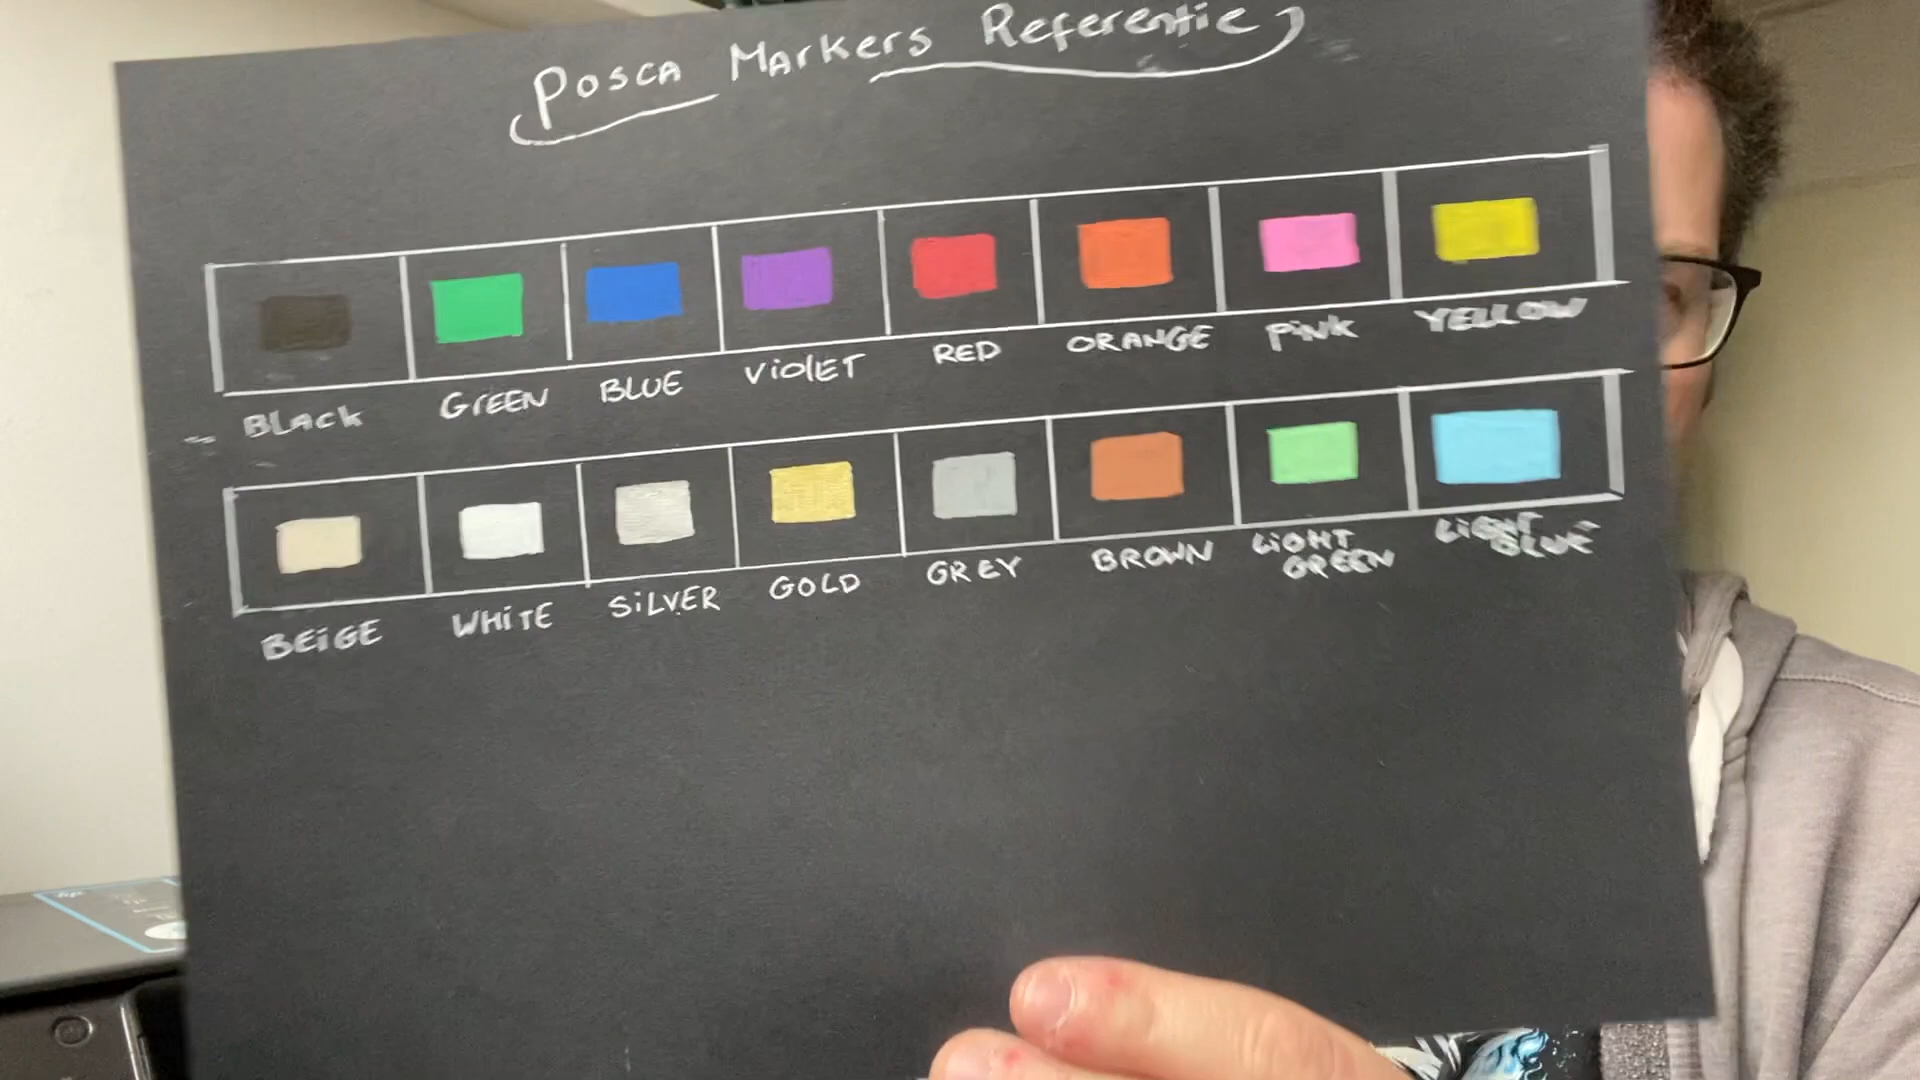 Posca Markers Referentie
BLACK GREEN BLUE ViOlET RED ORANGE PiNK YELLOW
BEiGE WHiTE SiLVER GOLD GREY BROWN LiGHT GREEN LiGHT BLUE